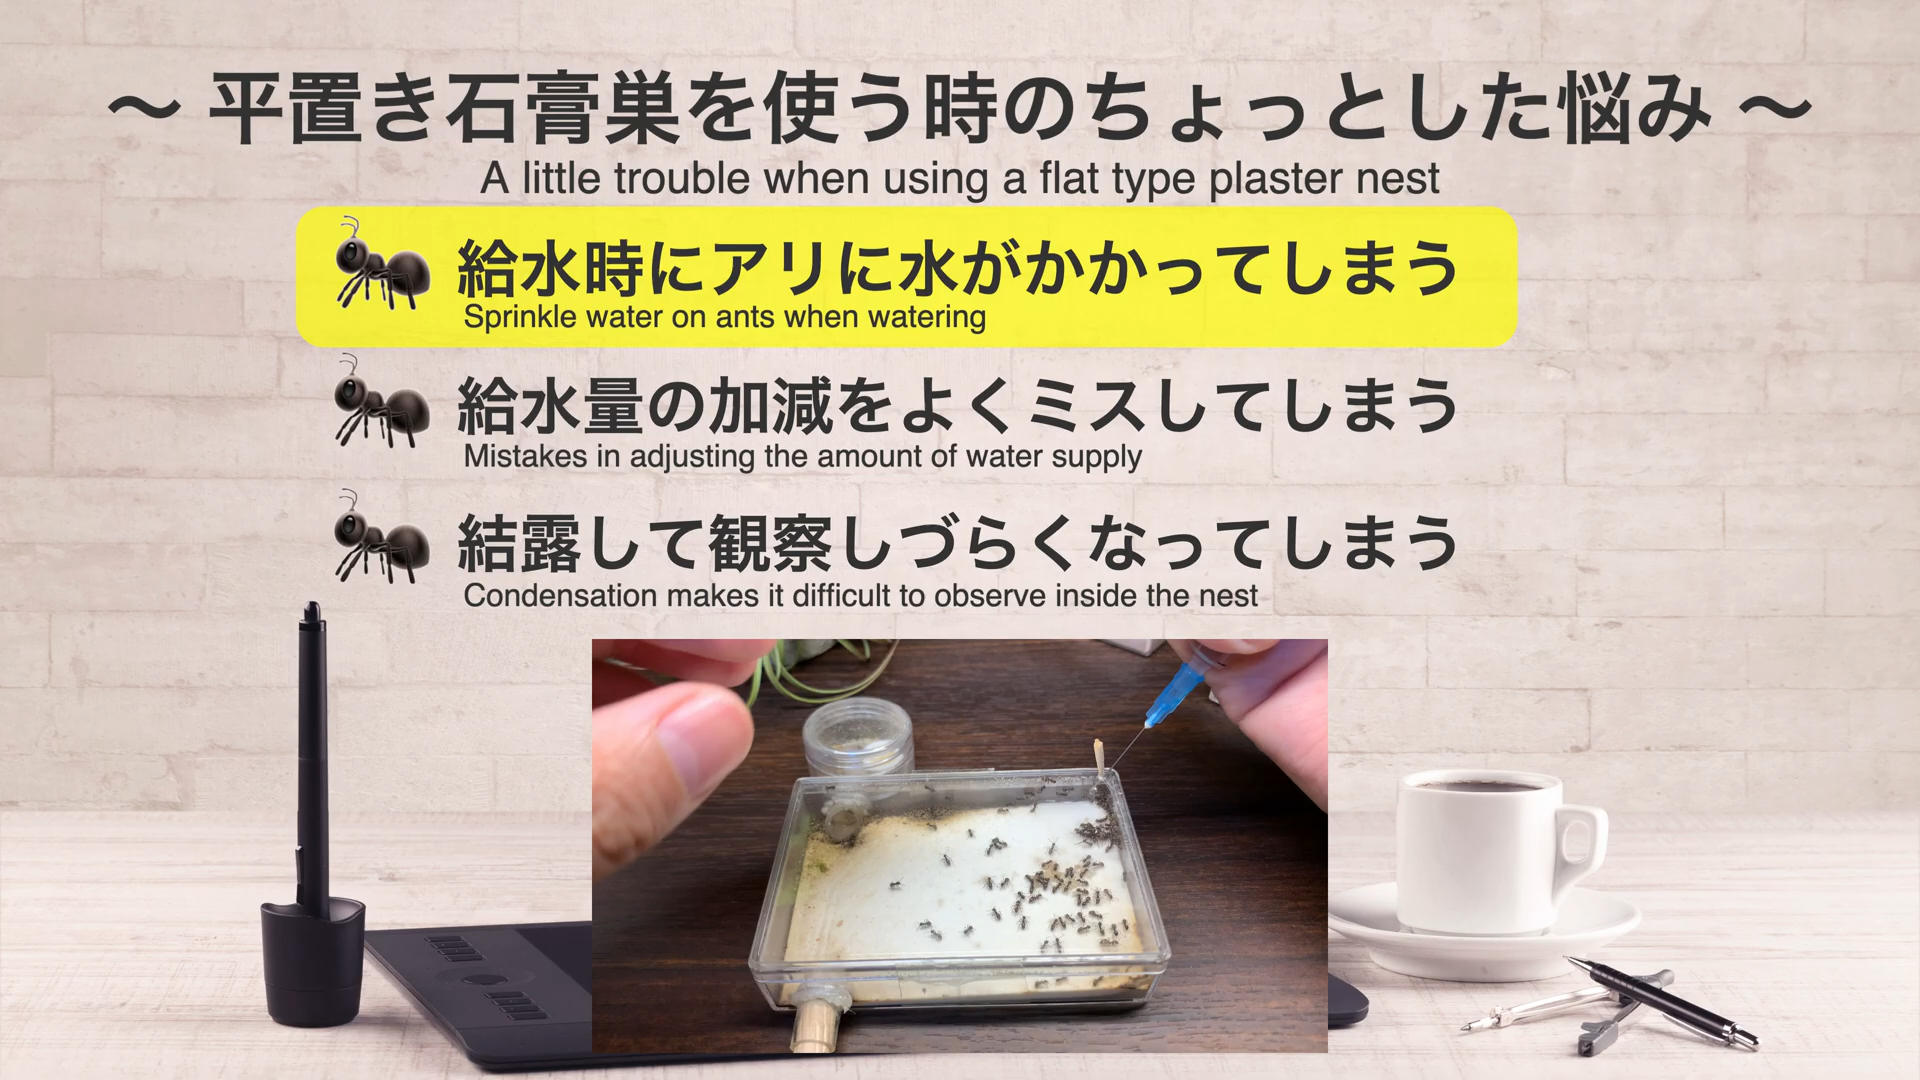 ～ 平置き石膏巣を使う時のちょっとした悩み ～
A little trouble when using a flat type plaster nest
給水時にアリに水がかかってしまう
Sprinkle water on ants when watering
給水量の加減をよくミスしてしまう
Mistakes in adjusting the amount of water supply
結露して観察しづらくなってしまう
Condensation makes it difficult to observe inside the nest